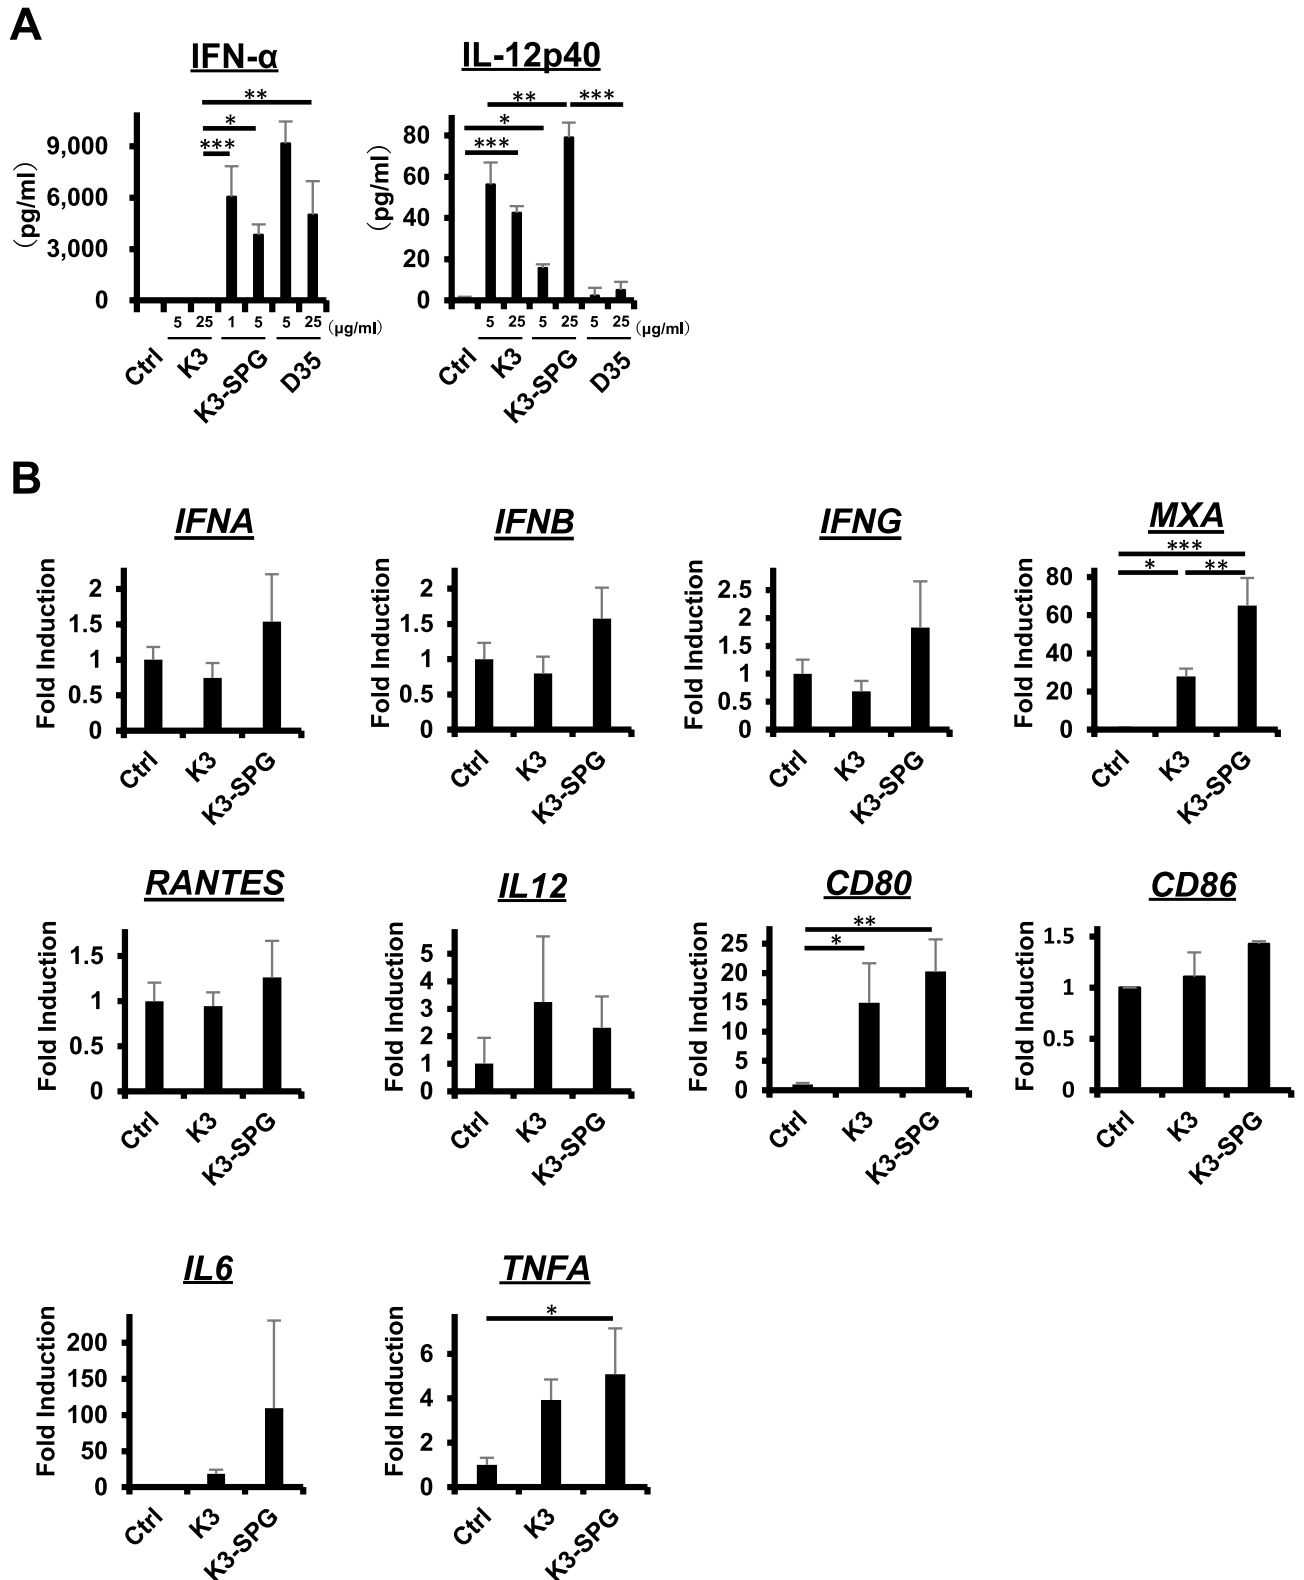 A
IFN-α
IL-12p40
**
*
***
**
***
*
***
(pg/ml)
9,000
6,000
3,000
0
(pg/ml)
80
60
40
20
0
5 25 1 5 5 25 (μg/ml)
5 25 5 25 5 25 (μg/ml)
Ctrl K3 K3-SPG D35
Ctrl K3 K3-SPG D35
B
IFNA
Fold Induction
2
1.5
1
0.5
0
Ctrl K3 K3-SPG
IFNB
Fold Induction
2
1.5
1
0.5
0
Ctrl K3 K3-SPG
IFNG
Fold Induction
2.5
2
1.5
1
0.5
0
Ctrl K3 K3-SPG
MXA
***
* **
Fold Induction
80
60
40
20
0
Ctrl K3 K3-SPG
RANTES
Fold Induction
1.5
1
0.5
0
Ctrl K3 K3-SPG
IL12
Fold Induction
5
4
3
2
1
0
Ctrl K3 K3-SPG
CD80
**
*
Fold Induction
25
20
15
10
5
0
Ctrl K3 K3-SPG
CD86
Fold Induction
1.5
1
0.5
0
Ctrl K3 K3-SPG
IL6
Fold Induction
200
150
100
50
0
Ctrl K3 K3-SPG
TNFA
*
Fold Induction
6
4
2
0
Ctrl K3 K3-SPG